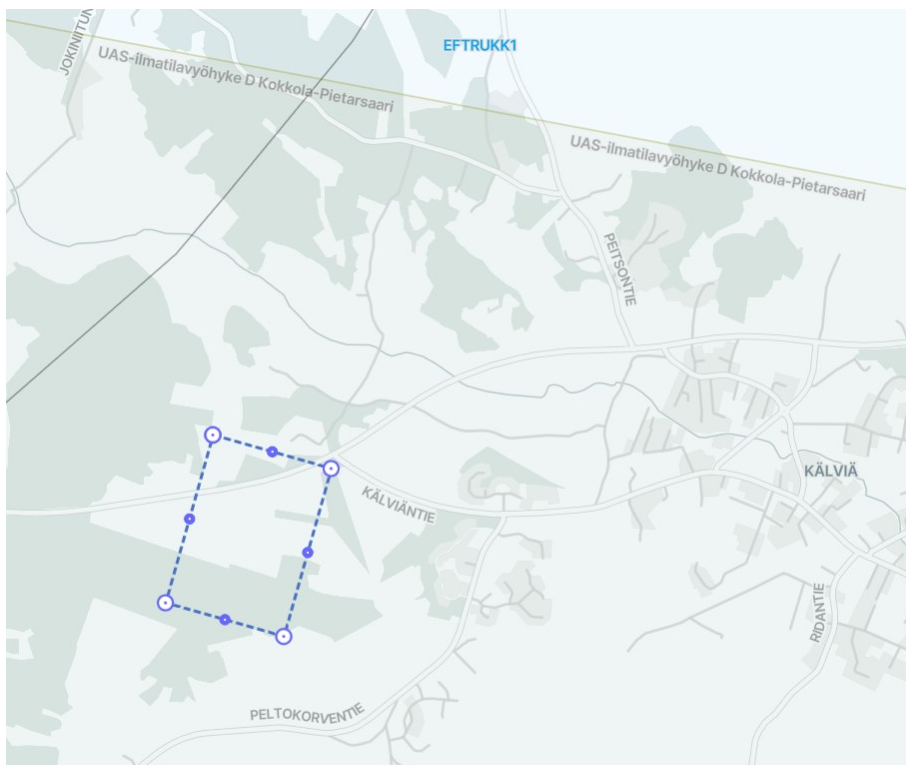 JOKINIITUN
EFTRUKK1
UAS-ilmatilavyöhyke D Kokkola-Pietarsaari
UAS-ilmatilavyöhyke D Kokkola-Pietarsaari
PEITSONTIE
KÄLVIÄ
KÄLVIÄNTIE
RIDANTIE
PELTOKORVENTIE